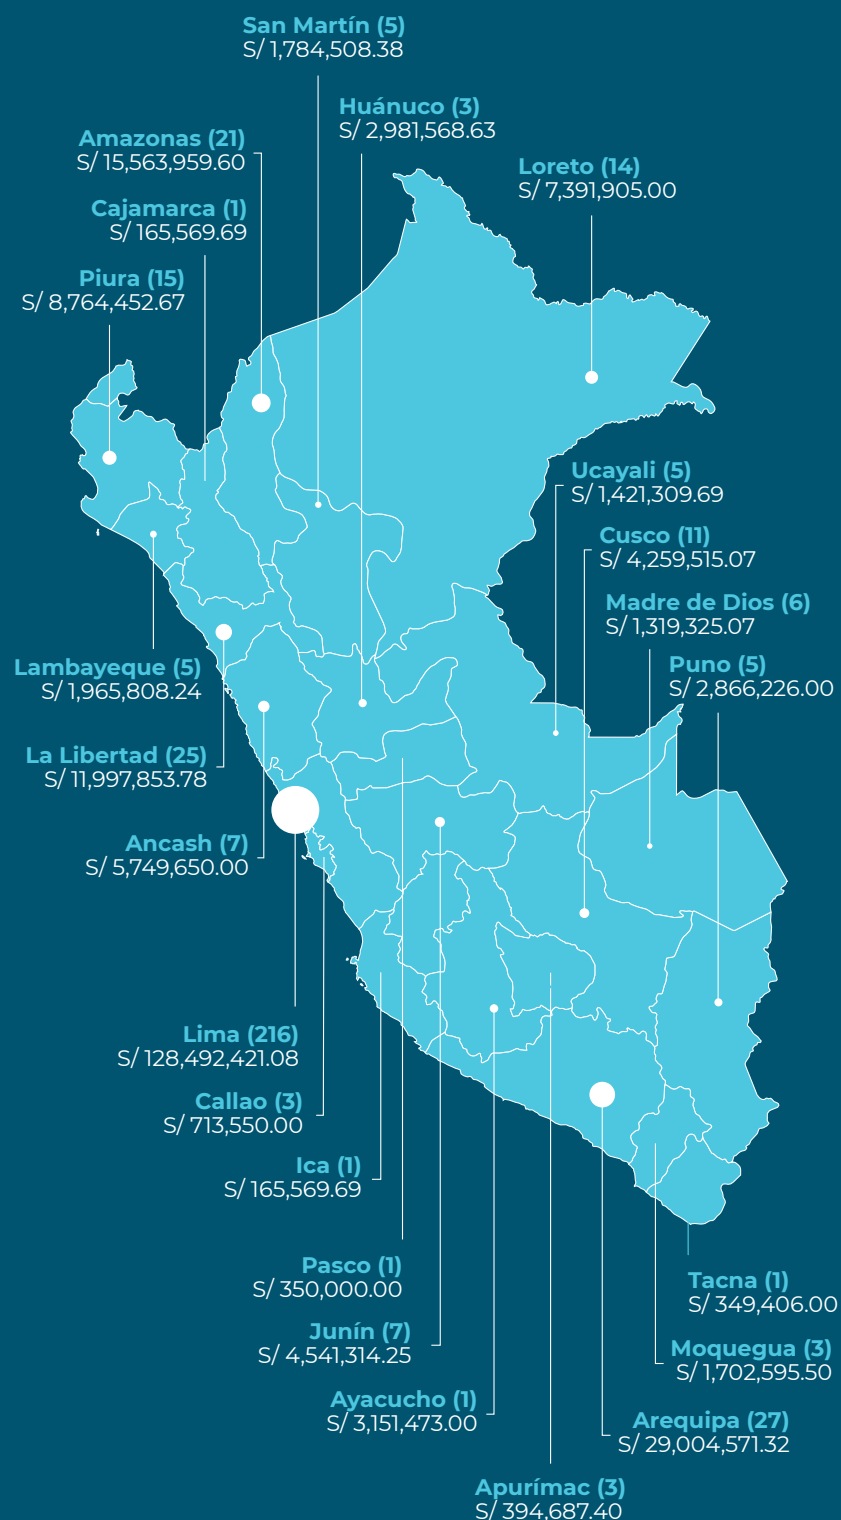 San Martín (5)
S/ 1,784,508.38
Huánuco (3)
S/ 2,981,568.63
Amazonas (21)
S/ 15,563,959.60
Loreto (14)
S/ 7,391,905.00
Cajamarca (1)
S/ 165,569.69
Piura (15)
S/ 8,764,452.67
Ucayali (5)
S/ 1,421,309.69
Cusco (11)
S/ 4,259,515.07
Madre de Dios (6)
S/ 1,319,325.07
Puno (5)
S/ 2,866,226.00
Lambayeque (5)
S/ 1,965,808.24
La Libertad (25)
S/ 11,997,853.78
Ancash (7)
S/ 5,749,650.00
Lima (216)
S/ 128,492,421.08
Callao (3)
S/ 713,550.00
Ica (1)
S/ 165,569.69
Pasco (1)
S/ 350,000.00
Junín (7)
S/ 4,541,314.25
Ayacucho (1)
S/ 3,151,473.00
Tacna (1)
S/ 349,406.00
Moquegua (3)
S/ 1,702,595.50
Arequipa (27)
S/ 29,004,571.32
Apurímac (3)
S/ 394,687.40